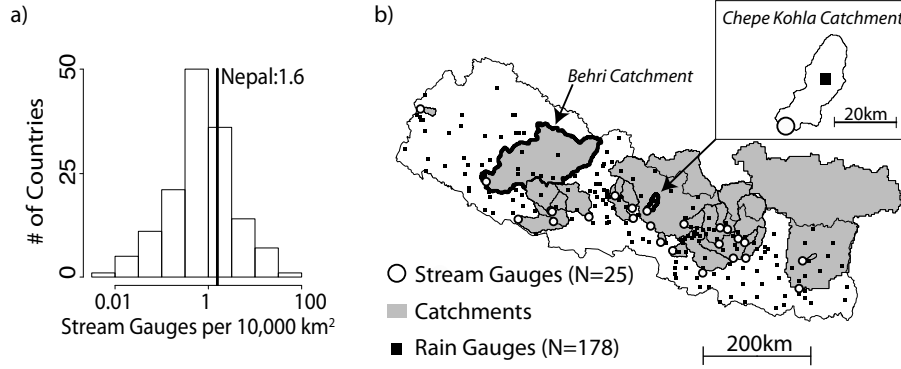 a)
50
Nepal:1.6
25
0
# of Countries
0.01 1 100
Stream Gauges per 10,000 km²
b)
Chepe Kohla Catchment
20km
Behri Catchment
Stream Gauges (N=25)
Catchments
Rain Gauges (N=178)
200km